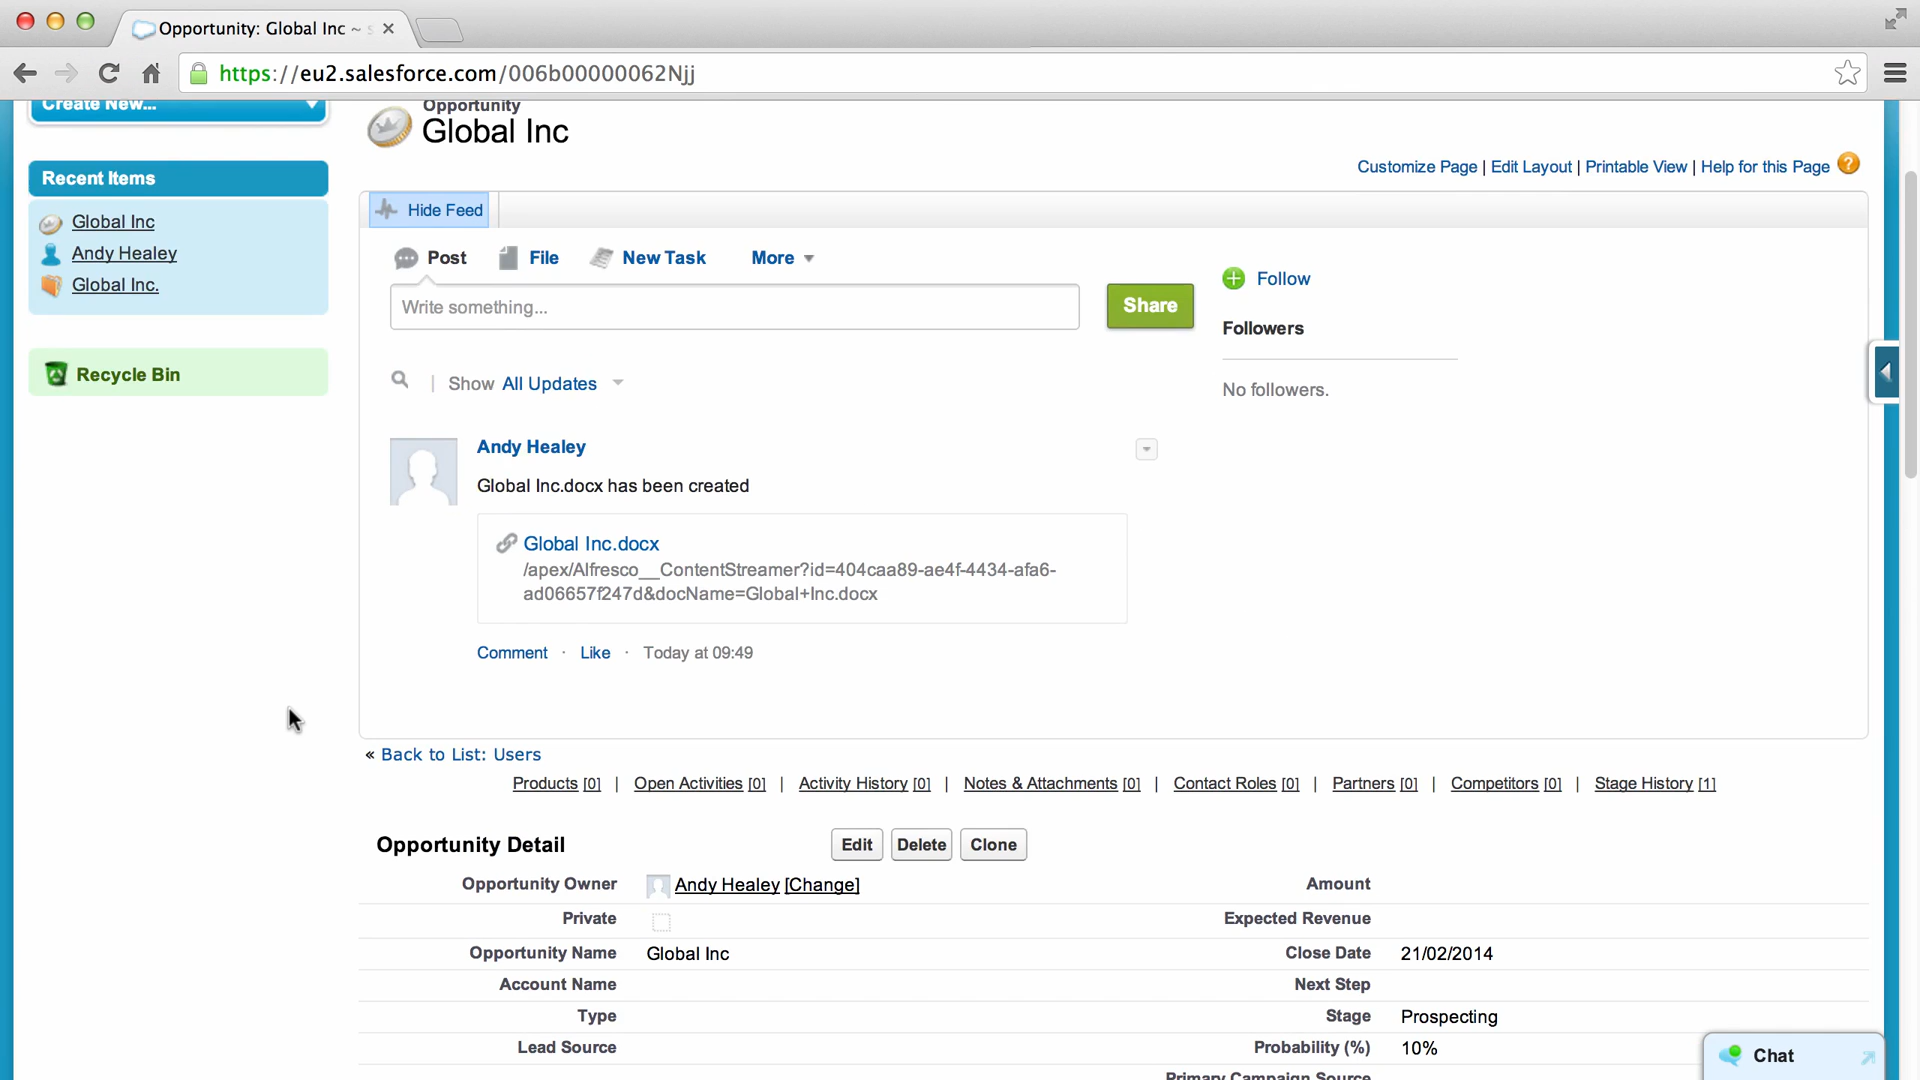 Opportunity: Global Inc ~ s
https://eu2.salesforce.com/006b00000062Njj
Create New...
Opportunity
Global Inc
Customize Page | Edit Layout | Printable View | Help for this Page ?
Recent Items
Global Inc
Andy Healey
Global Inc.
Recycle Bin
Hide Feed
Post File New Task More
Write something...
Share
Follow
Followers
No followers.
Show All Updates
Andy Healey
Global Inc.docx has been created
Global Inc.docx
/apex/Alfresco__ContentStreamer?id=404caa89-ae4f-4434-afa6-
ad06657f247d&docName=Global+Inc.docx
Comment · Like · Today at 09:49
« Back to List: Users
Products [0] | Open Activities [0] | Activity History [0] | Notes & Attachments [0] | Contact Roles [0] | Partners [0] | Competitors [0] | Stage History [1]
Opportunity Detail
Edit Delete Clone
Opportunity Owner Andy Healey [Change] Amount
Private Expected Revenue
Opportunity Name Global Inc Close Date 21/02/2014
Account Name Next Step
Type Stage Prospecting
Lead Source Probability (%) 10%
Primary Campaign Source
Chat